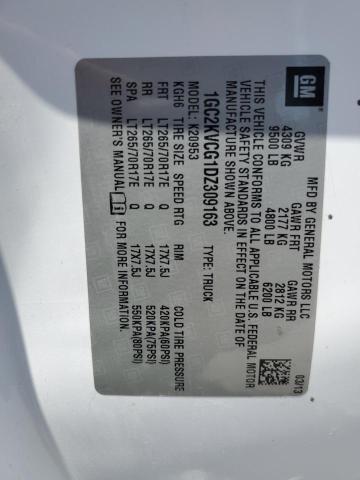 GM
MFD BY GENERAL MOTORS LLC 03/13
GVWR GAWR FRT GAWR RR
4309 KG 2177 KG 2812 KG
9500 LB 4800 LB 6200 LB
THIS VEHICLE CONFORMS TO ALL APPLICABLE U.S. FEDERAL MOTOR
VEHICLE SAFETY STANDARDS IN EFFECT ON THE DATE OF
MANUFACTURE SHOWN ABOVE.
1GC2KVCG1DZ309163 TYPE: TRUCK
MODEL: K20953
KGH6 TIRE SIZE SPEED RTG RIM COLD TIRE PRESSURE
FRT LT265/70R17E Q 17X7.5J 420KPA(60PSI)
RR LT265/70R17E Q 17X7.5J 520KPA(75PSI)
SPA LT265/70R17E Q 17X7.5J 550KPA(80PSI)
SEE OWNER'S MANUAL